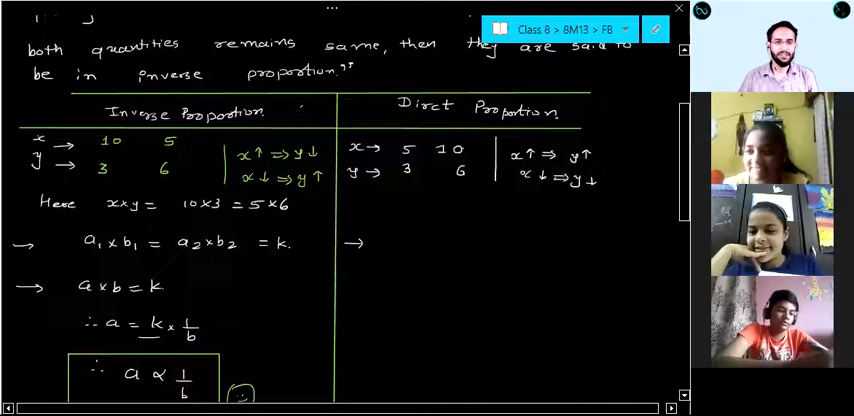 Class 8 > 8M13 > FB
both quantities remains same, then they are said to
be in inverse proportion."
Inverse Proportion
x → 10 5
y → 3 6
x↑ ⇒ y↓
x↓ ⇒ y↑
Here x×y = 10×3 = 5×6
→ a₁×b₁ = a₂×b₂ = k.
→ a×b = k.
∴ a = k × 1/b
∴ a ∝ 1/b
Dirct Proportion
x → 5 10
y → 3 6
x↑ ⇒ y↑
x↓ ⇒ y↓
→